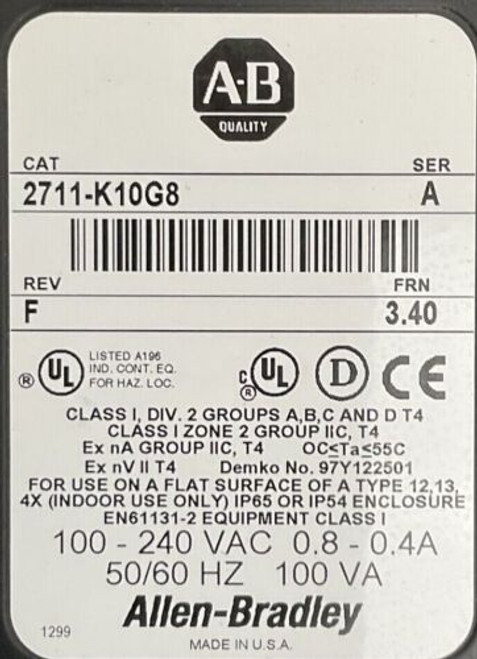 A-B
QUALITY
CAT SER
2711-K10G8 A
REV FRN
F 3.40
® UL LISTED A196
IND. CONT. EQ.
FOR HAZ. LOC.
C UL ® D CE
CLASS I, DIV. 2 GROUPS A,B,C AND D T4
CLASS I ZONE 2 GROUP IIC, T4
Ex nA GROUP IIC, T4 OC≤Ta≤55C
Ex nV II T4 Demko No. 97Y122501
FOR USE ON A FLAT SURFACE OF A TYPE 12,13,
4X (INDOOR USE ONLY) IP65 OR IP54 ENCLOSURE
EN61131-2 EQUIPMENT CLASS I
100 - 240 VAC 0.8 - 0.4A
50/60 HZ 100 VA
Allen-Bradley
1299
MADE IN U.S.A.